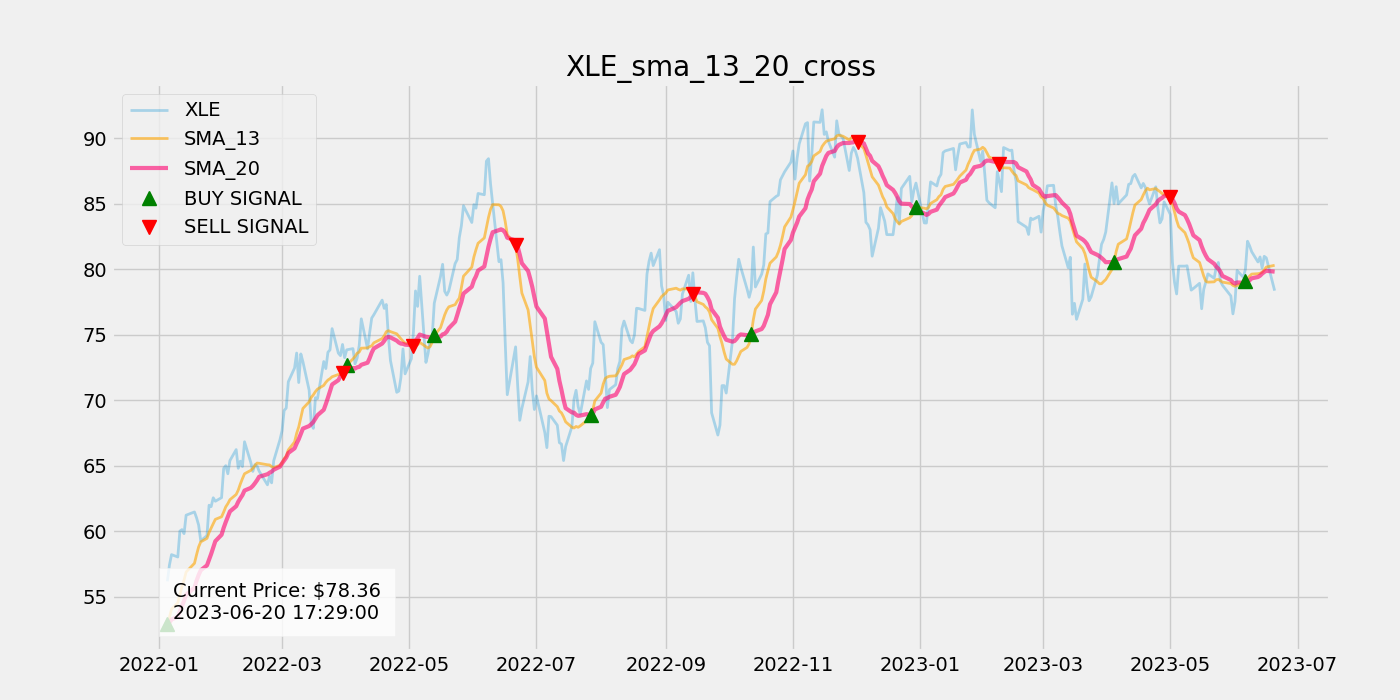 XLE_sma_13_20_cross
XLE
SMA_13
SMA_20
BUY SIGNAL
SELL SIGNAL
90
85
80
75
70
65
60
55
Current Price: $78.36
2023-06-20 17:29:00
2022-01 2022-03 2022-05 2022-07 2022-09 2022-11 2023-01 2023-03 2023-05 2023-07